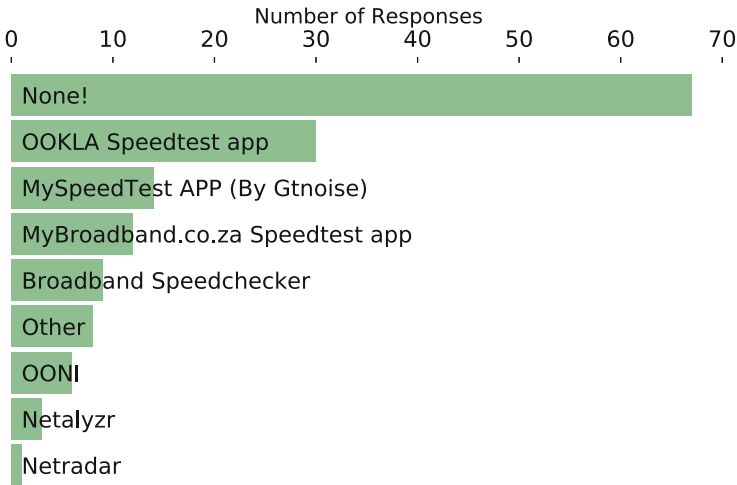 Number of Responses
0 10 20 30 40 50 60 70
None!
OOKLA Speedtest app
MySpeedTest APP (By Gtnoise)
MyBroadband.co.za Speedtest app
Broadband Speedchecker
Other
OONI
Netalyzr
Netradar